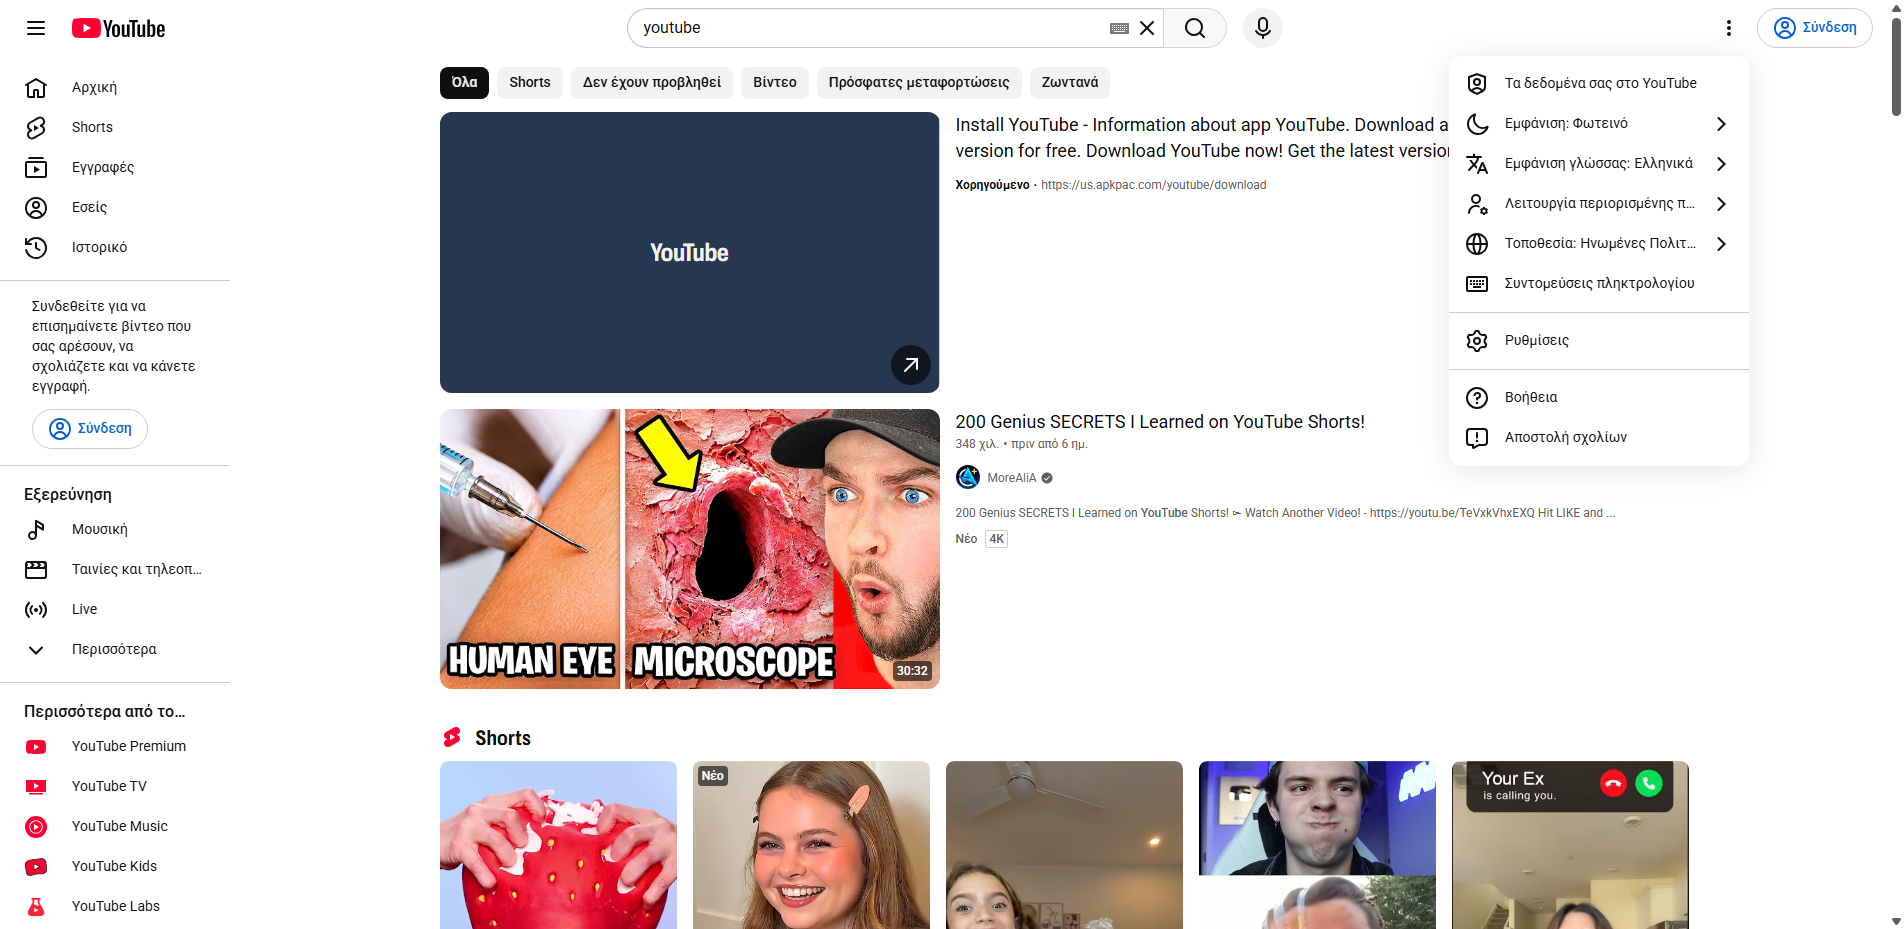 YouTube
youtube
Σύνδεση
Αρχική
Shorts
Εγγραφές
Εσείς
Ιστορικό
Συνδεθείτε για να
επισημαίνετε βίντεο που
σας αρέσουν, να
σχολιάζετε και να κάνετε
εγγραφή.
Σύνδεση
Εξερεύνηση
Μουσική
Ταινίες και τηλεοπ...
Live
Περισσότερα
Περισσότερα από το...
YouTube Premium
YouTube TV
YouTube Music
YouTube Kids
YouTube Labs
Όλα
Shorts
Δεν έχουν προβληθεί
Βίντεο
Πρόσφατες μεταφορτώσεις
Ζωντανά
YouTube
Install YouTube - Information about app YouTube. Download a
version for free. Download YouTube now! Get the latest version
Χορηγούμενο · https://us.apkpac.com/youtube/download
HUMAN EYE
MICROSCOPE
30:32
200 Genius SECRETS I Learned on YouTube Shorts!
348 χιλ. • πριν από 6 ημ.
MoreAliA
200 Genius SECRETS I Learned on YouTube Shorts! ➛ Watch Another Video! - https://youtu.be/TeVxkVhxEXQ Hit LIKE and ...
Νέο 4K
Shorts
Νέο
Your Ex
is calling you.
Τα δεδομένα σας στο YouTube
Εμφάνιση: Φωτεινό
Εμφάνιση γλώσσας: Ελληνικά
Λειτουργία περιορισμένης π...
Τοποθεσία: Ηνωμένες Πολιτ...
Συντομεύσεις πληκτρολογίου
Ρυθμίσεις
Βοήθεια
Αποστολή σχολίων